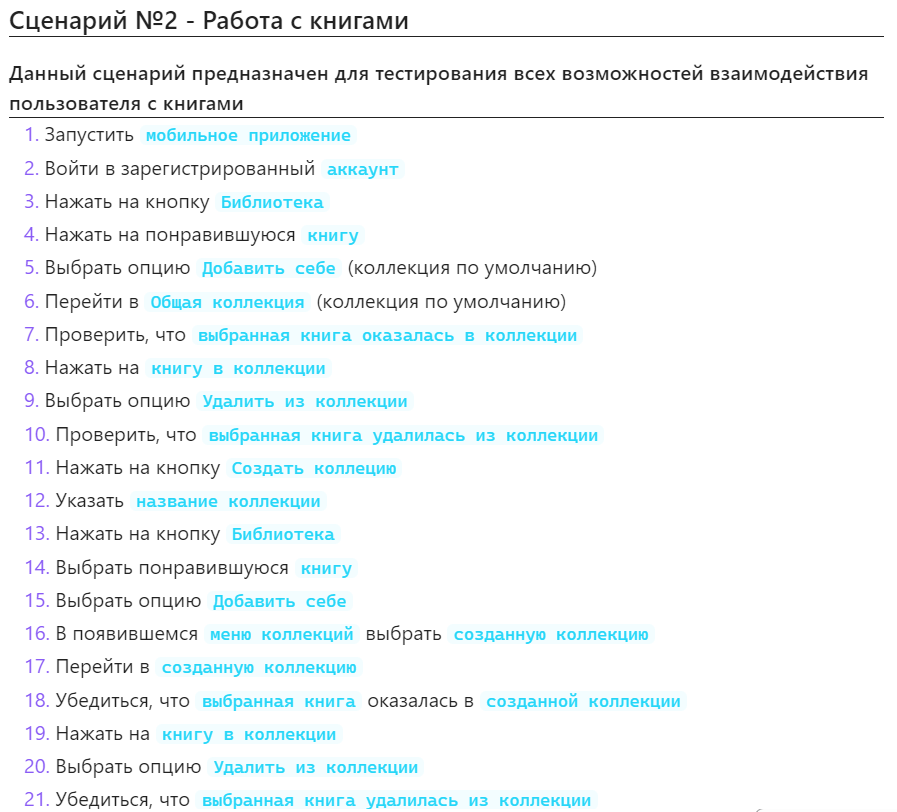 Сценарий №2 - Работа с книгами
Данный сценарий предназначен для тестирования всех возможностей взаимодействия
пользователя с книгами
1. Запустить мобильное приложение
2. Войти в зарегистрированный аккаунт
3. Нажать на кнопку Библиотека
4. Нажать на понравившуюся книгу
5. Выбрать опцию Добавить себе (коллекция по умолчанию)
6. Перейти в Общая коллекция (коллекция по умолчанию)
7. Проверить, что выбранная книга оказалась в коллекции
8. Нажать на книгу в коллекции
9. Выбрать опцию Удалить из коллекции
10. Проверить, что выбранная книга удалилась из коллекции
11. Нажать на кнопку Создать коллецию
12. Указать название коллекции
13. Нажать на кнопку Библиотека
14. Выбрать понравившуюся книгу
15. Выбрать опцию Добавить себе
16. В появившемся меню коллекций выбрать созданную коллекцию
17. Перейти в созданную коллекцию
18. Убедиться, что выбранная книга оказалась в созданной коллекции
19. Нажать на книгу в коллекции
20. Выбрать опцию Удалить из коллекции
21. Убедиться, что выбранная книга удалилась из коллекции